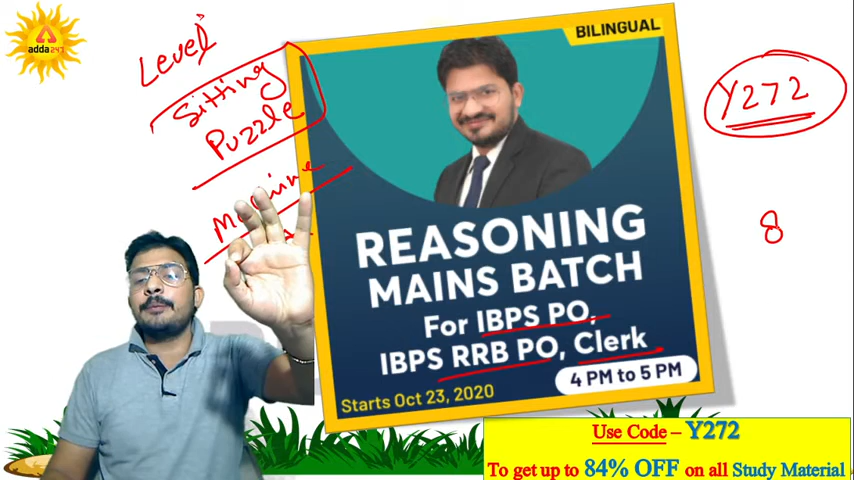 adda247
Level
Sitting
Puzzle
Machine
BILINGUAL
REASONING
MAINS BATCH
For IBPS PO,
IBPS RRB PO, Clerk
4 PM to 5 PM
Starts Oct 23, 2020
Y272
8
Use Code – Y272
To get up to 84% OFF on all Study Material